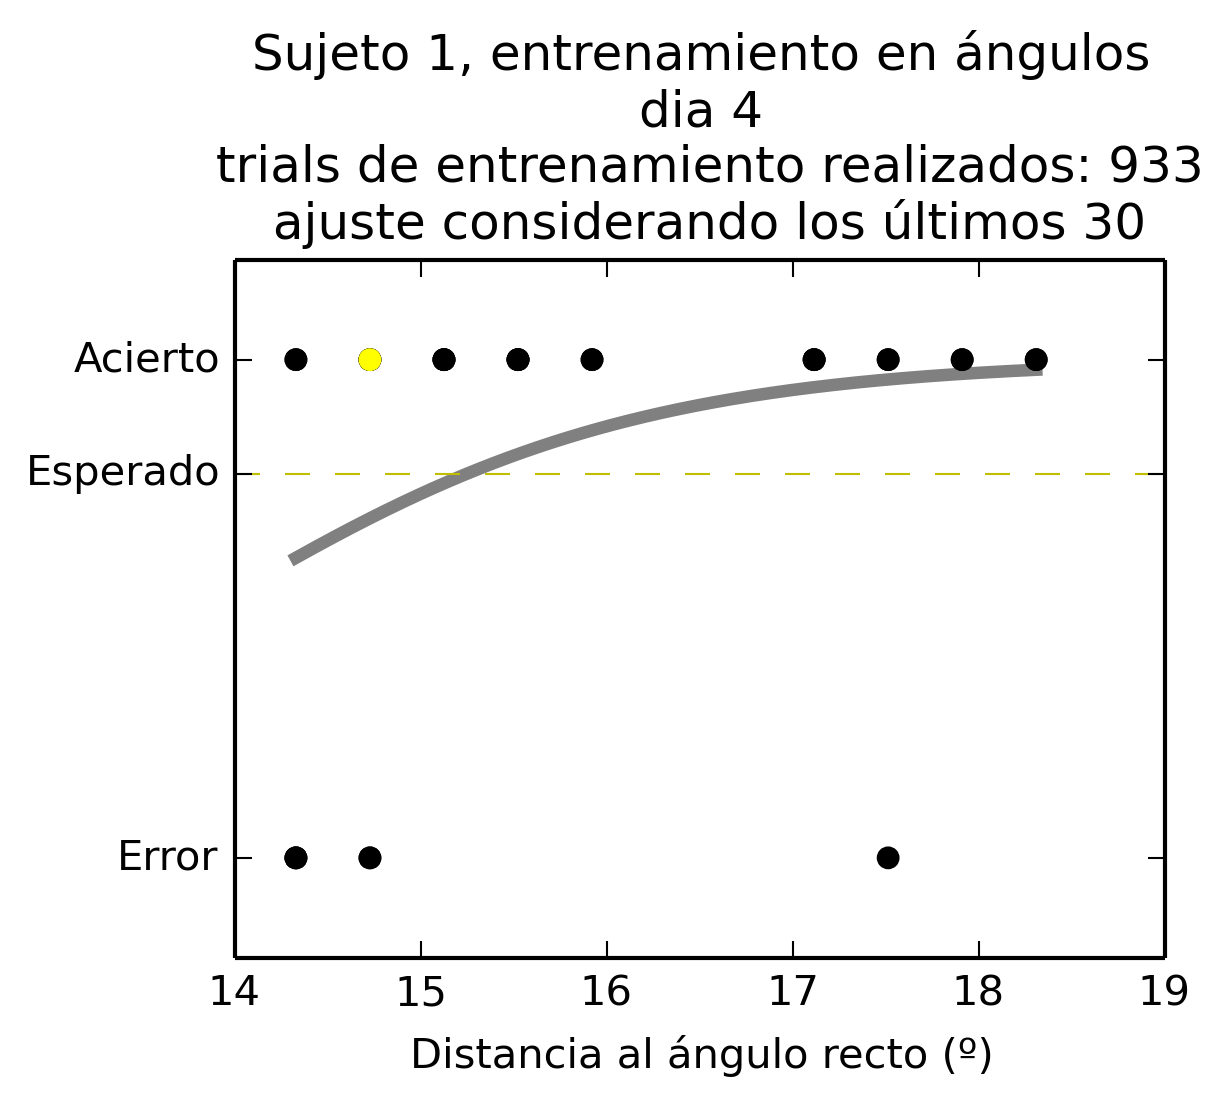 Sujeto 1, entrenamiento en ángulos
dia 4
trials de entrenamiento realizados: 933
ajuste considerando los últimos 30
Acierto
Esperado
Error
14 15 16 17 18 19
Distancia al ángulo recto (º)